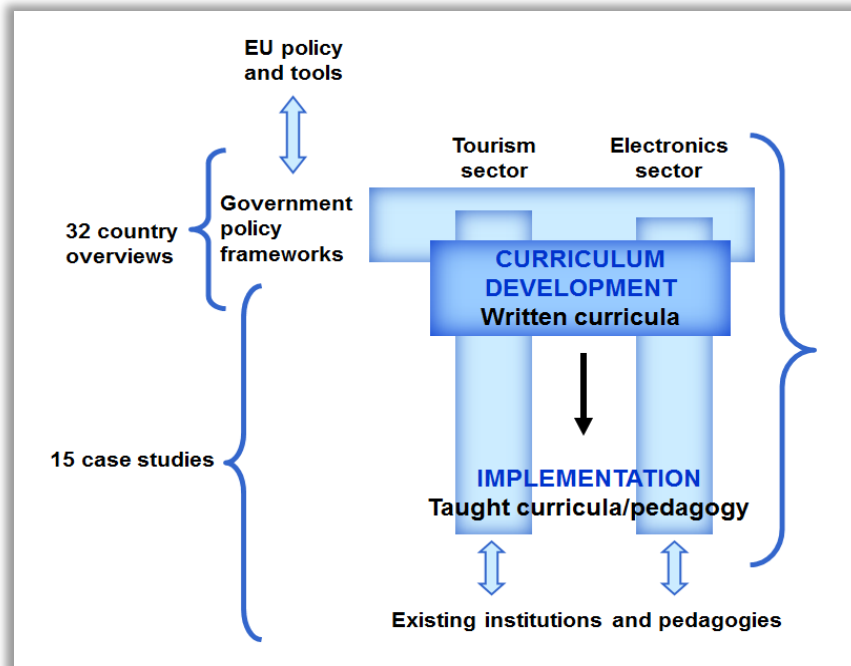 EU policy
and tools
Tourism
sector
Electronics
sector
Government
policy
frameworks
32 country
overviews
CURRICULUM
DEVELOPMENT
Written curricula
15 case studies
IMPLEMENTATION
Taught curricula/pedagogy
Existing institutions and pedagogies